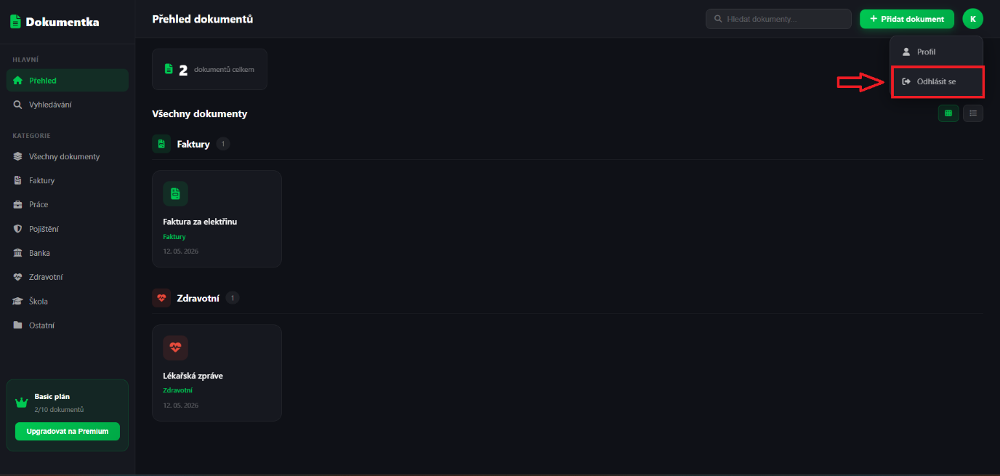 Dokumentka
Přehled dokumentů
Hledat dokumenty...
+ Přidat dokument
K
Profil
Odhlásit se
HLAVNÍ
Přehled
Vyhledávání
KATEGORIE
Všechny dokumenty
Faktury
Práce
Pojištění
Banka
Zdravotní
Škola
Ostatní
Basic plán
2/10 dokumentů
Upgradovat na Premium
2 dokumentů celkem
Všechny dokumenty
Faktury 1
Faktura za elektřinu
Faktury
12. 05. 2026
Zdravotní 1
Lékařská zpráve
Zdravotní
12. 05. 2026